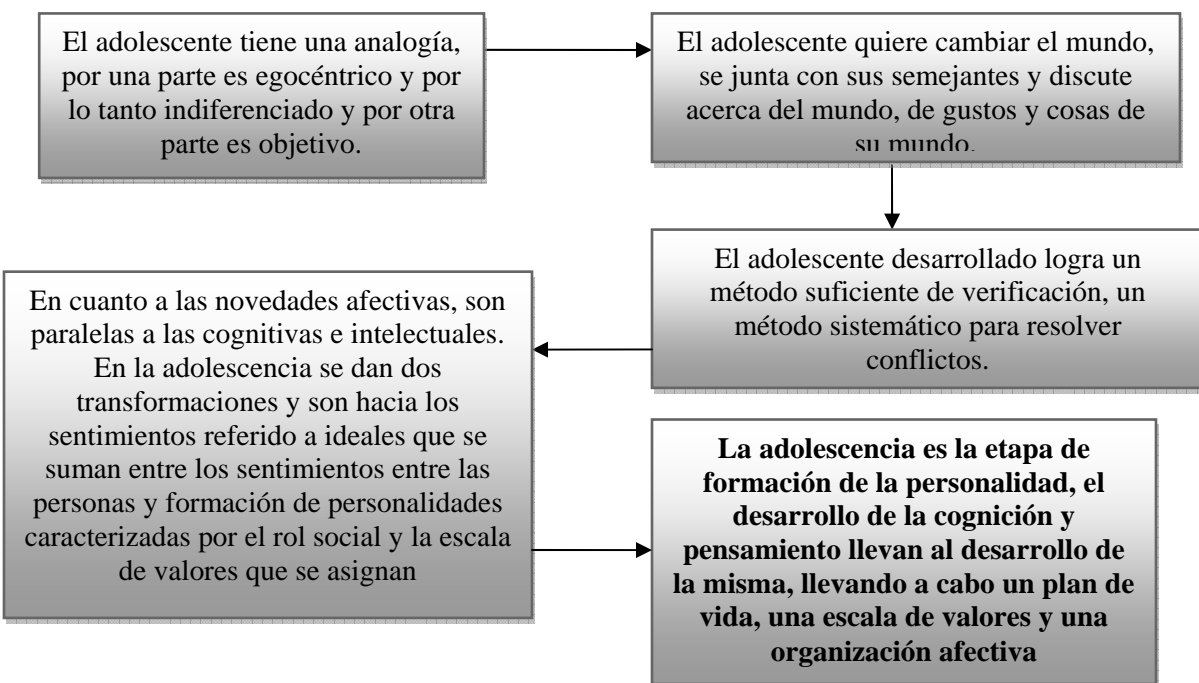 El adolescente tiene una analogía,
por una parte es egocéntrico y por
lo tanto indiferenciado y por otra
parte es objetivo.
El adolescente quiere cambiar el mundo,
se junta con sus semejantes y discute
acerca del mundo, de gustos y cosas de
su mundo.
El adolescente desarrollado logra un
método suficiente de verificación, un
método sistemático para resolver
conflictos.
En cuanto a las novedades afectivas, son
paralelas a las cognitivas e intelectuales.
En la adolescencia se dan dos
transformaciones y son hacia los
sentimientos referido a ideales que se
suman entre los sentimientos entre las
personas y formación de personalidades
caracterizadas por el rol social y la escala
de valores que se asignan
La adolescencia es la etapa de
formación de la personalidad, el
desarrollo de la cognición y
pensamiento llevan al desarrollo de
la misma, llevando a cabo un plan de
vida, una escala de valores y una
organización afectiva